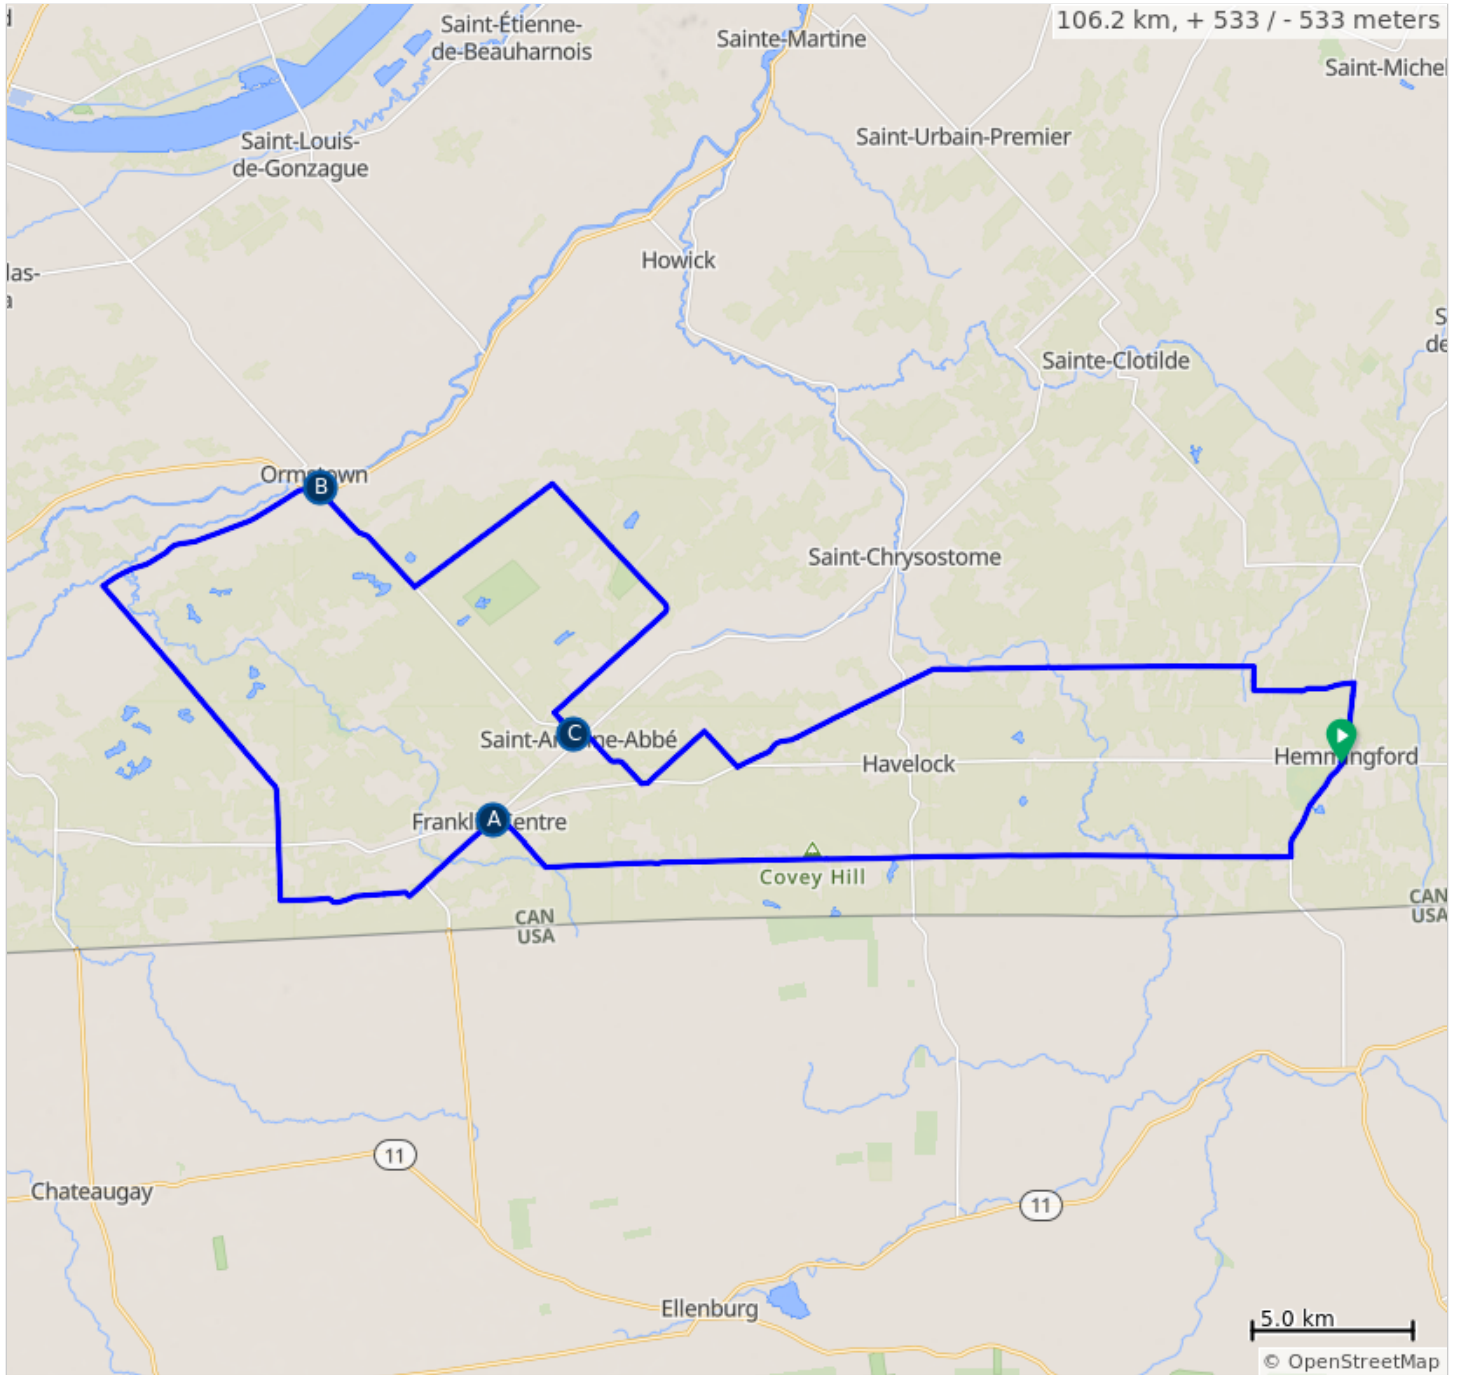 106.2 km, + 533 / - 533 meters
Saint-Étienne-
de-Beauharnois
Sainte-Martine
Saint-Michel
Saint-Louis-
de-Gonzague
Saint-Urbain-Premier
Howick
las-
a
S
de
Sainte-Clotilde
Ormstown
B
Saint-Chrysostome
Saint-Antoine-Abbé
C
Havelock
Hemmingford
Franklin Centre
A
Covey Hill
CAN
USA
CAN
USA
11
Chateaugay
11
Ellenburg
5.0 km
© OpenStreetMap